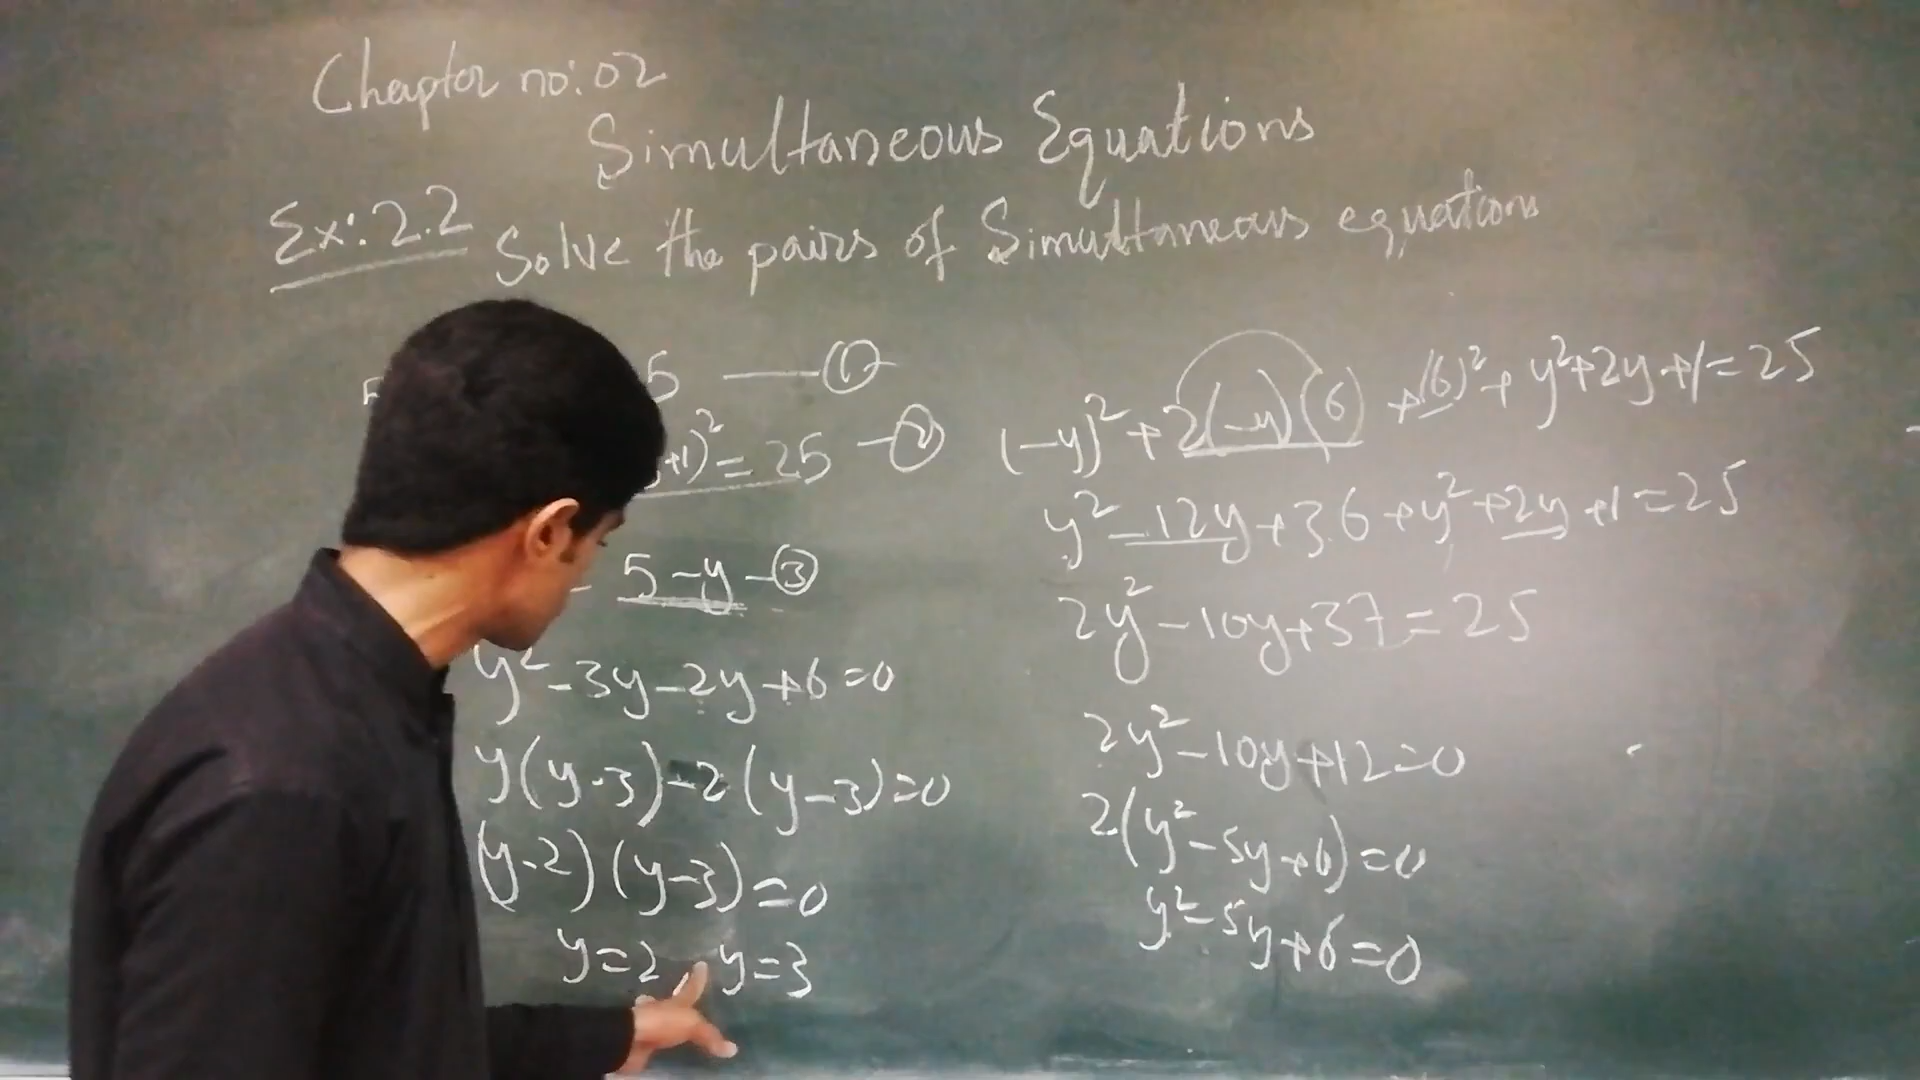 Chapter no: 02
Simultaneous Equations
Ex: 2.2 Solve the pairs of Simultaneous equations
5 — ①
+1)² = 25 — ②
- 5 - y - ③
y² - 3y - 2y + 6 = 0
y(y - 3) - 2(y - 3) = 0
(y - 2)(y - 3) = 0
y = 2, y = 3
(-y)² + 2(-y)(6) + (6)² + y² + 2y + 1 = 25
y² - 12y + 36 + y² + 2y + 1 = 25
2y² - 10y + 37 = 25
2y² - 10y + 12 = 0
2(y² - 5y + 6) = 0
y² - 5y + 6 = 0